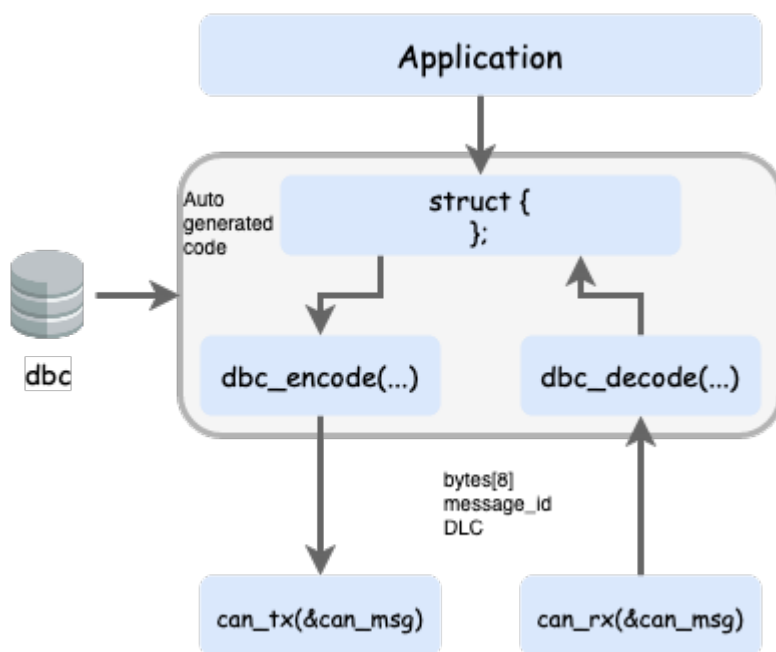 Application
Auto
generated
code
struct {
};
dbc
dbc_encode(...)
dbc_decode(...)
bytes[8]
message_id
DLC
can_tx(&can_msg)
can_rx(&can_msg)